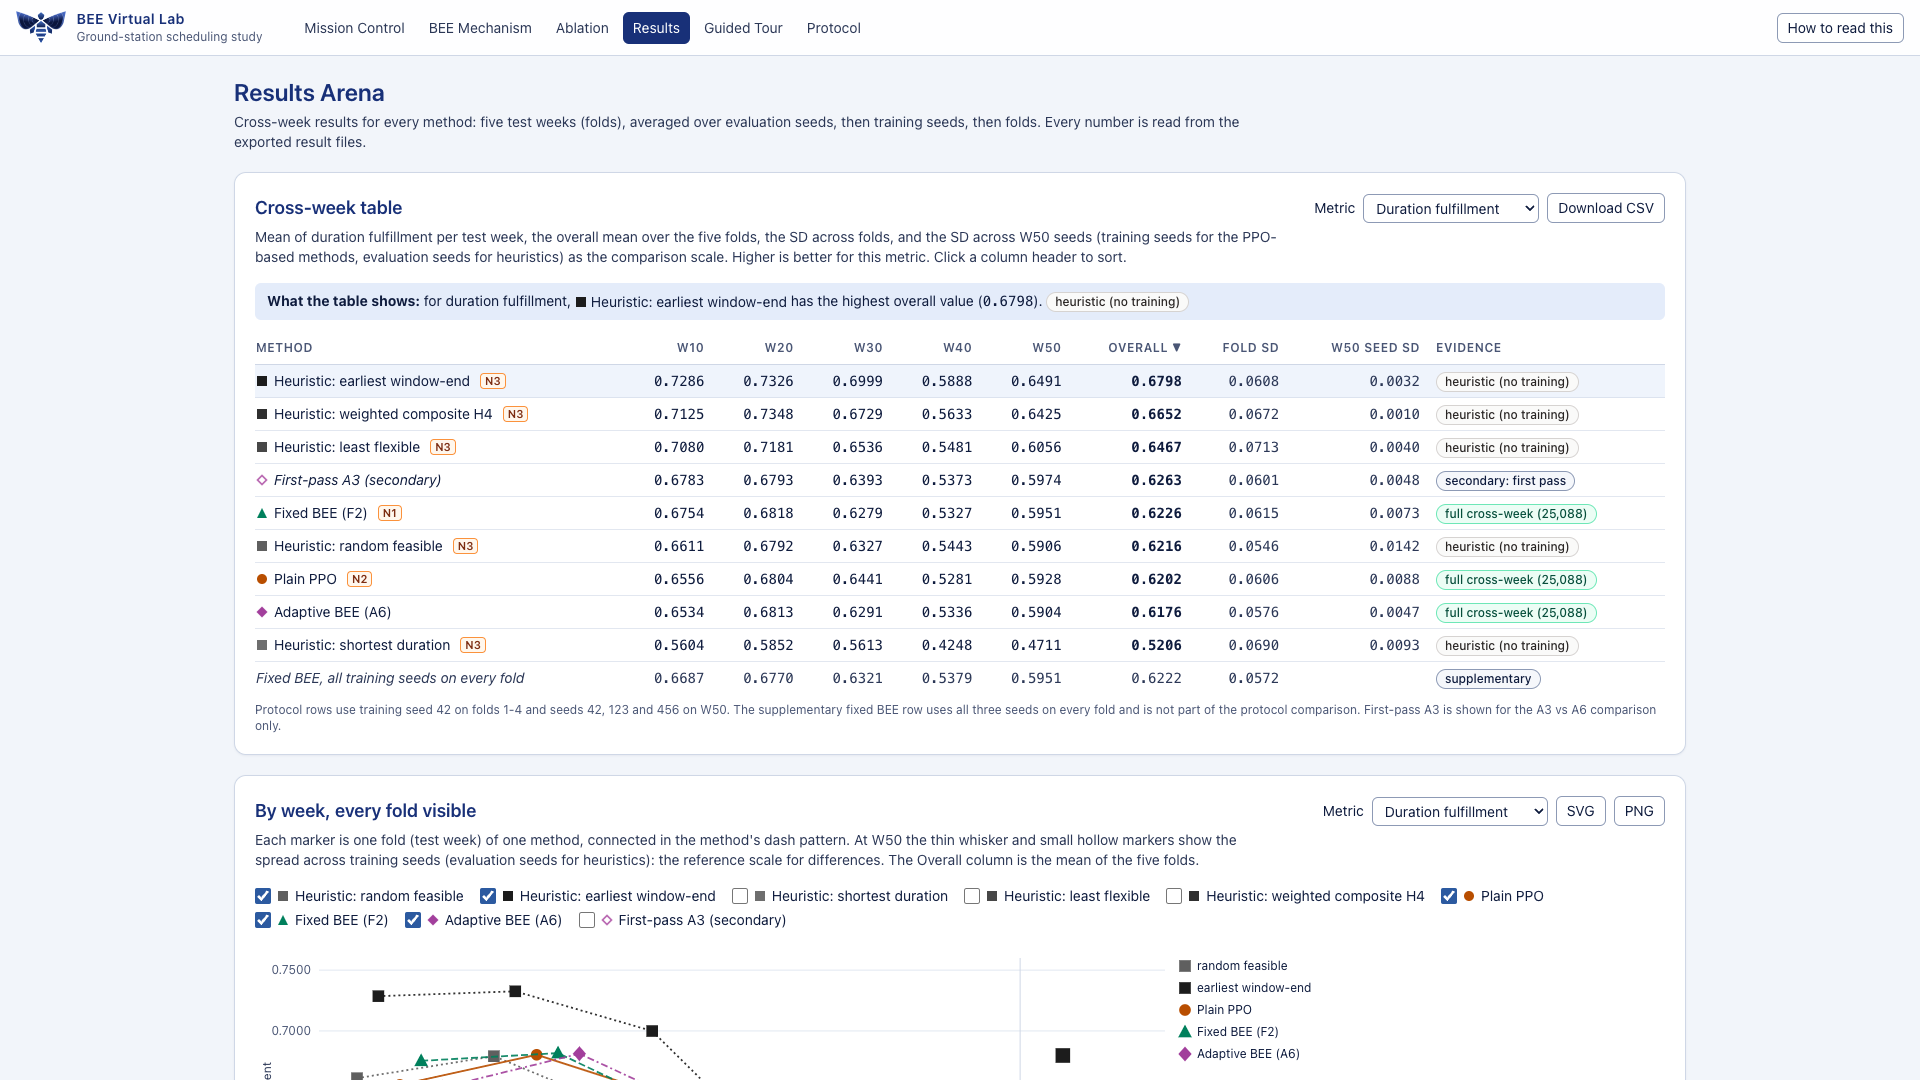 BEE Virtual Lab
Ground-station scheduling study
Mission Control
BEE Mechanism
Ablation
Results
Guided Tour
Protocol
How to read this
Results Arena
Cross-week results for every method: five test weeks (folds), averaged over evaluation seeds, then training seeds, then folds. Every number is read from the
exported result files.
Cross-week table
Metric Duration fulfillment Download CSV
Mean of duration fulfillment per test week, the overall mean over the five folds, the SD across folds, and the SD across W50 seeds (training seeds for the PPO-
based methods, evaluation seeds for heuristics) as the comparison scale. Higher is better for this metric. Click a column header to sort.
What the table shows: for duration fulfillment, Heuristic: earliest window-end has the highest overall value (0.6798). heuristic (no training)
METHOD W10 W20 W30 W40 W50 OVERALL ▼ FOLD SD W50 SEED SD EVIDENCE
Heuristic: earliest window-end N3 0.7286 0.7326 0.6999 0.5888 0.6491 0.6798 0.0608 0.0032 heuristic (no training)
Heuristic: weighted composite H4 N3 0.7125 0.7348 0.6729 0.5633 0.6425 0.6652 0.0672 0.0010 heuristic (no training)
Heuristic: least flexible N3 0.7080 0.7181 0.6536 0.5481 0.6056 0.6467 0.0713 0.0040 heuristic (no training)
First-pass A3 (secondary) 0.6783 0.6793 0.6393 0.5373 0.5974 0.6263 0.0601 0.0048 secondary: first pass
Fixed BEE (F2) N1 0.6754 0.6818 0.6279 0.5327 0.5951 0.6226 0.0615 0.0073 full cross-week (25,088)
Heuristic: random feasible N3 0.6611 0.6792 0.6327 0.5443 0.5906 0.6216 0.0546 0.0142 heuristic (no training)
Plain PPO N2 0.6556 0.6804 0.6441 0.5281 0.5928 0.6202 0.0606 0.0088 full cross-week (25,088)
Adaptive BEE (A6) 0.6534 0.6813 0.6291 0.5336 0.5904 0.6176 0.0576 0.0047 full cross-week (25,088)
Heuristic: shortest duration N3 0.5604 0.5852 0.5613 0.4248 0.4711 0.5206 0.0690 0.0093 heuristic (no training)
Fixed BEE, all training seeds on every fold 0.6687 0.6770 0.6321 0.5379 0.5951 0.6222 0.0572 supplementary
Protocol rows use training seed 42 on folds 1-4 and seeds 42, 123 and 456 on W50. The supplementary fixed BEE row uses all three seeds on every fold and is not part of the protocol comparison. First-pass A3 is shown for the A3 vs A6 comparison
only.
By week, every fold visible
Metric Duration fulfillment SVG PNG
Each marker is one fold (test week) of one method, connected in the method's dash pattern. At W50 the thin whisker and small hollow markers show the
spread across training seeds (evaluation seeds for heuristics): the reference scale for differences. The Overall column is the mean of the five folds.
Heuristic: random feasible Heuristic: earliest window-end Heuristic: shortest duration Heuristic: least flexible Heuristic: weighted composite H4 Plain PPO
Fixed BEE (F2) Adaptive BEE (A6) First-pass A3 (secondary)
0.7500
0.7000
random feasible
earliest window-end
Plain PPO
Fixed BEE (F2)
Adaptive BEE (A6)